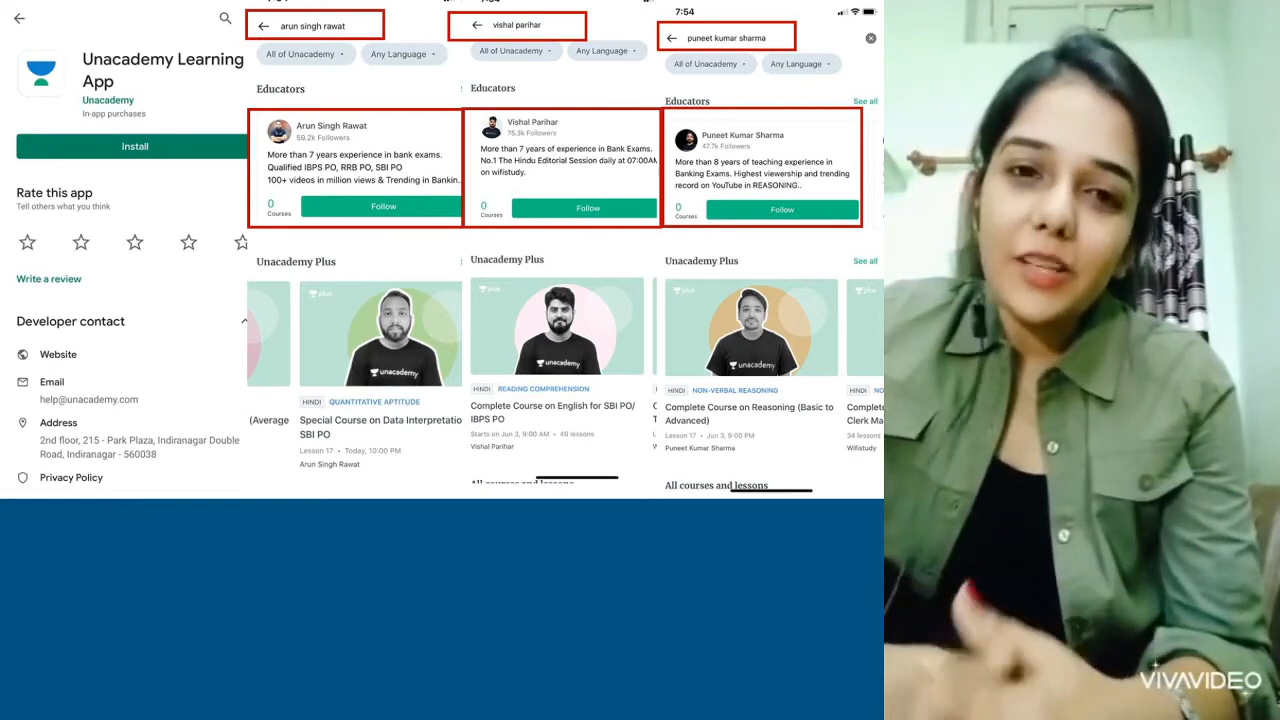 Unacademy Learning
App
Unacademy
In-app purchases
Install
Rate this app
Tell others what you think
Write a review
Developer contact
Website
Email
help@unacademy.com
Address
2nd floor, 215 - Park Plaza, Indiranagar Double
Road, Indiranagar - 560038
Privacy Policy
arun singh rawat
All of Unacademy
Any Language
Educators
Arun Singh Rawat
59.2k Followers
More than 7 years experience in bank exams.
Qualified IBPS PO, RRB PO, SBI PO
100+ videos in million views & Trending in Bankin..
0
Courses
Follow
Unacademy Plus
plus
unacademy
HINDI QUANTITATIVE APTITUDE
(Average
Special Course on Data Interpretatio
SBI PO
Lesson 17 • Today, 10:00 PM
Arun Singh Rawat
vishal parihar
All of Unacademy
Any Language
Educators
Vishal Parihar
75.3k Followers
More than 7 years experience in Bank Exams.
No.1 The Hindu Editorial Session daily at 07:00AM
on wifistudy.
0
Courses
Follow
Unacademy Plus
plus
unacademy
HINDI READING COMPREHENSION
Complete Course on English for SBI PO/
IBPS PO
Starts on Jun 3, 9:00 AM • 46 lessons
Vishal Parihar
All courses and lessons
7:54
puneet kumar sharma
All of Unacademy
Any Language
Educators
See all
Puneet Kumar Sharma
47.7k Followers
More than 8 years of teaching experience in
Banking Exams. Highest viewership and trending
record on YouTube in REASONING..
0
Courses
Follow
Unacademy Plus
See all
plus
unacademy
HINDI NON-VERBAL REASONING
Complete Course on Reasoning (Basic to
Advanced)
Lesson 17 • Jun 3, 9:00 PM
Puneet Kumar Sharma
HINDI NO
Complete
Clerk Ma
34 lessons
Wifistudy
All courses and lessons
VIVAVIDEO